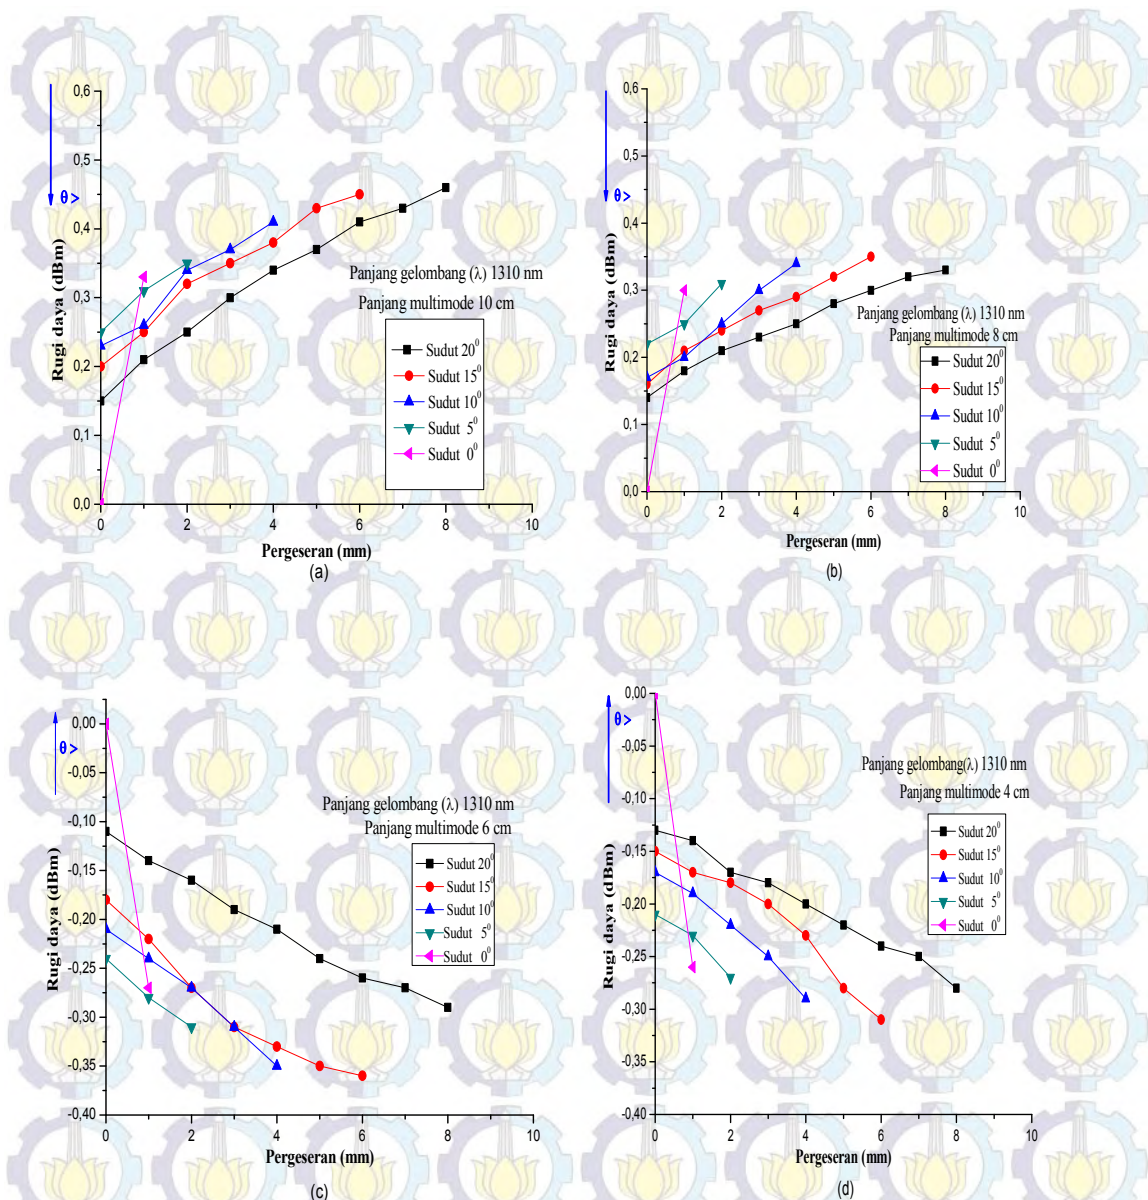 0,6
0,5
0,4
0,3
0,2
0,1
0,0
θ >
Rugi daya (dBm)
Panjang gelombang (λ) 1310 nm
Panjang multimode 10 cm
Sudut 20⁰
Sudut 15⁰
Sudut 10⁰
Sudut 5⁰
Sudut 0⁰
0 2 4 6 8 10
Pergeseran (mm)
(a)
0,6
0,5
0,4
0,3
0,2
0,1
0,0
θ >
Rugi daya (dBm)
Panjang gelombang (λ) 1310 nm
Panjang multimode 8 cm
Sudut 20⁰
Sudut 15⁰
Sudut 10⁰
Sudut 5⁰
Sudut 0⁰
0 2 4 6 8 10
Pergeseran (mm)
(b)
0,00
-0,05
-0,10
-0,15
-0,20
-0,25
-0,30
-0,35
-0,40
θ >
Rugi daya (dBm)
Panjang gelombang (λ) 1310 nm
Panjang multimode 6 cm
Sudut 20⁰
Sudut 15⁰
Sudut 10⁰
Sudut 5⁰
Sudut 0⁰
0 2 4 6 8 10
Pergeseran (mm)
(c)
0,00
-0,05
-0,10
-0,15
-0,20
-0,25
-0,30
-0,35
-0,40
θ >
Rugi daya (dBm)
Panjang gelombang(λ) 1310 nm
Panjang multimode 4 cm
Sudut 20⁰
Sudut 15⁰
Sudut 10⁰
Sudut 5⁰
Sudut 0⁰
0 2 4 6 8 10
Pergeseran (mm)
(d)